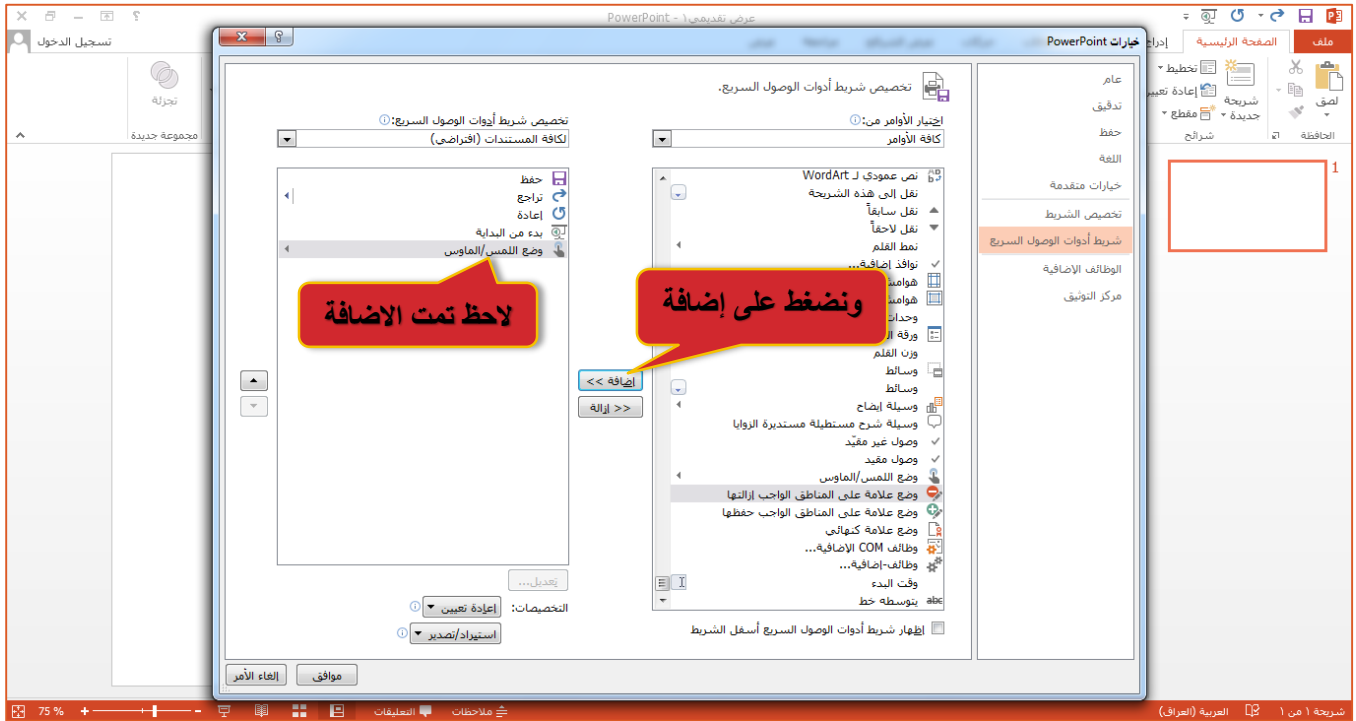 عرض تقديمي١ - PowerPoint
ملف
الصفحة الرئيسية
إدراج
تسجيل الدخول
لصق
الحافظة
شريحة
جديدة
تخطيط
إعادة تعيين
مقطع
شرائح
تجزئة
مجموعة جديدة
خيارات PowerPoint
عام
تدقيق
حفظ
اللغة
خيارات متقدمة
تخصيص الشريط
شريط أدوات الوصول السريع
الوظائف الإضافية
مركز التوثيق
تخصيص شريط أدوات الوصول السريع.
اختيار الأوامر من:
كافة الأوامر
نص عمودي لـ WordArt
نقل إلى هذه الشريحة
نقل سابقاً
نقل لاحقاً
نمط القلم
نوافذ إضافية...
هوامش
هوامش
وحدات
ورقة
وزن القلم
وسائط
وسائط
وسيلة إيضاح
وسيلة شرح مستطيلة مستديرة الزوايا
وصول غير مقيّد
وصول مقيد
وضع اللمس/الماوس
وضع علامة على المناطق الواجب إزالتها
وضع علامة على المناطق الواجب حفظها
وضع علامة كنهائي
وظائف COM الإضافية...
وظائف-إضافية...
وقت البدء
يتوسطه خط
إظهار شريط أدوات الوصول السريع أسفل الشريط
ونضغط على إضافة
إضافة >>
<< إزالة
تخصيص شريط أدوات الوصول السريع:
لكافة المستندات (افتراضي)
حفظ
تراجع
إعادة
بدء من البداية
وضع اللمس/الماوس
لاحظ تمت الاضافة
تعديل...
التخصيصات:
إعادة تعيين
استيراد/تصدير
موافق
إلغاء الأمر
1
شريحة ١ من ١
العربية (العراق)
ملاحظات
التعليقات
75 %